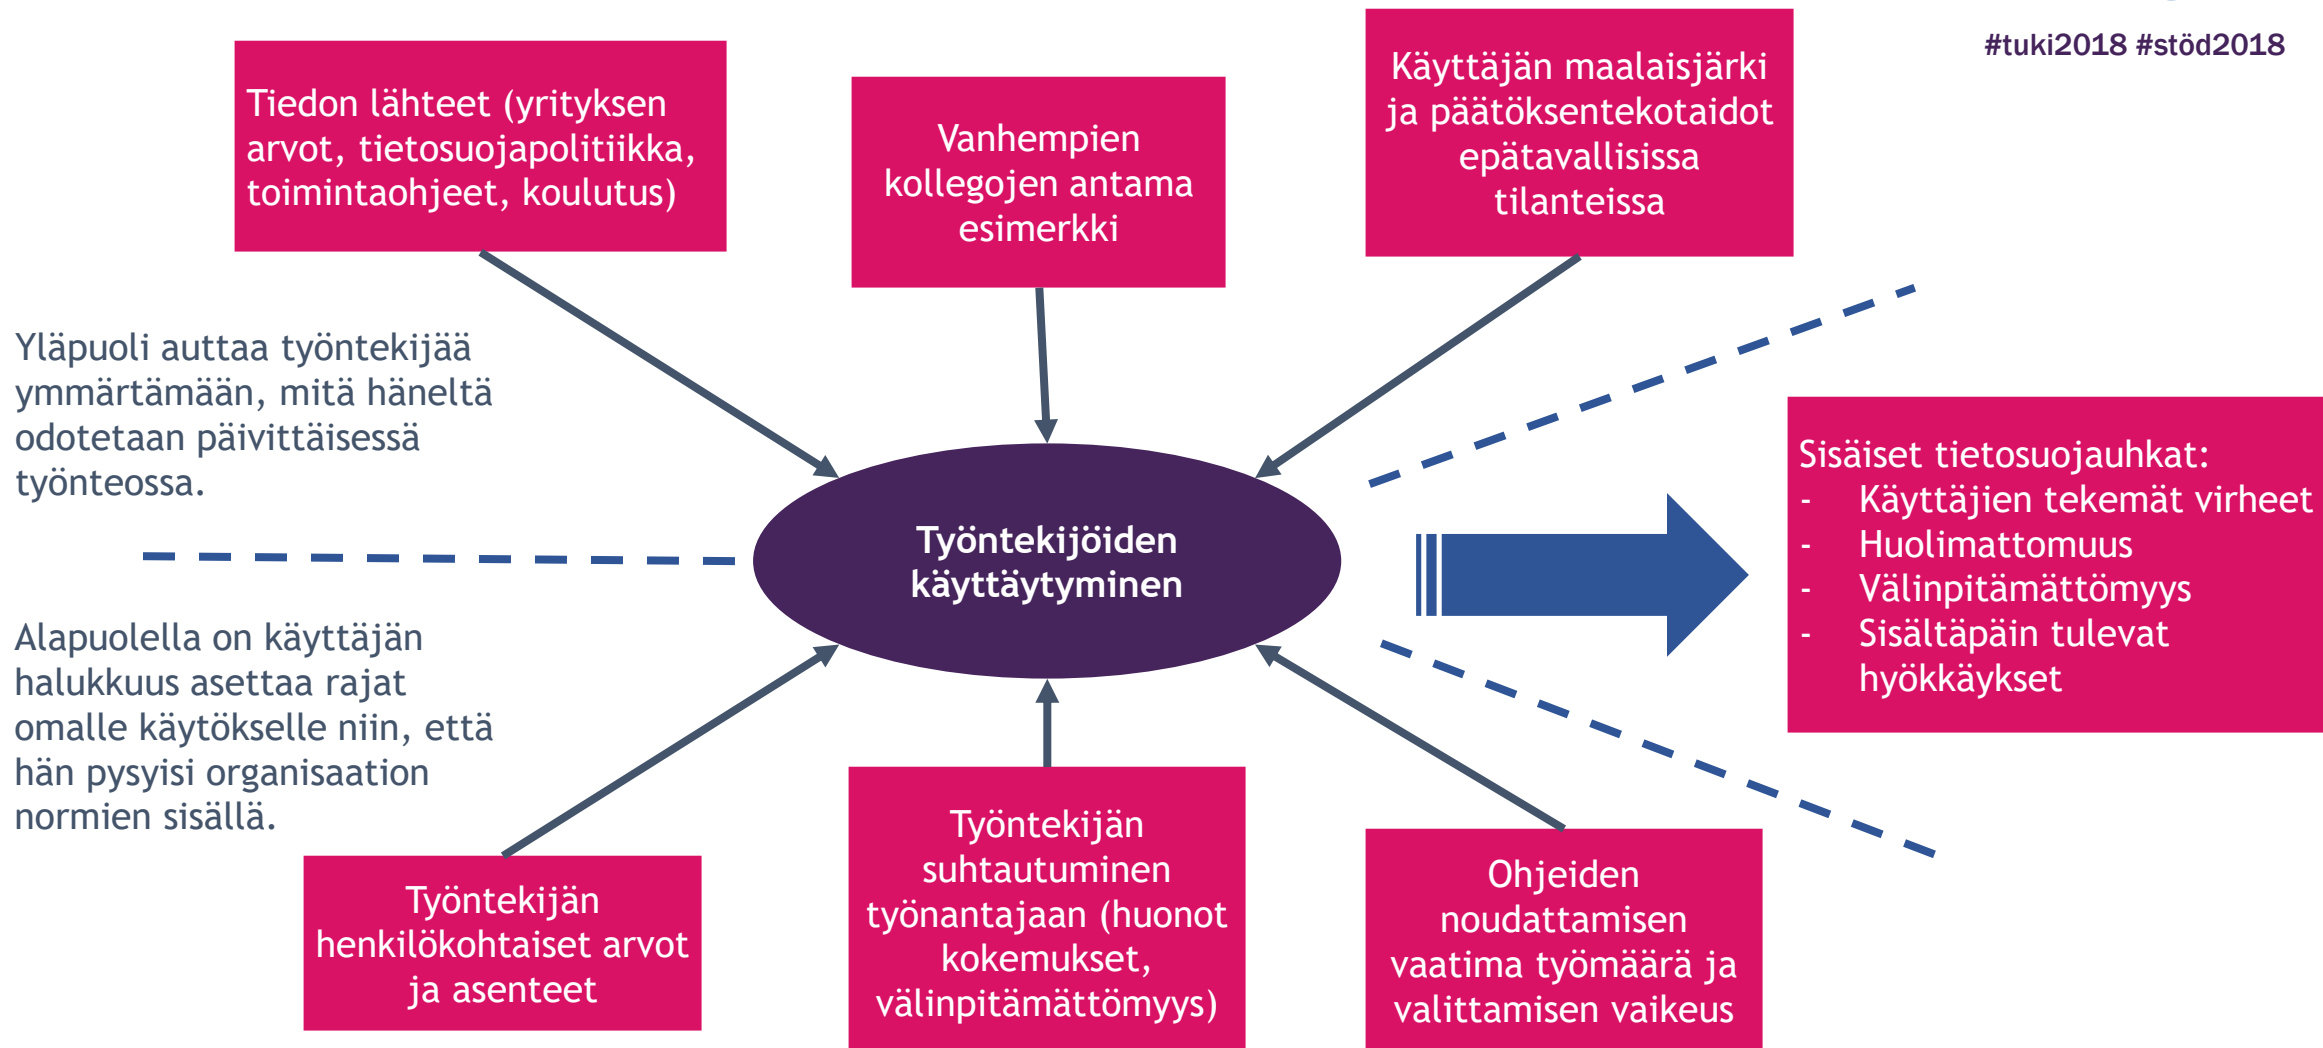 #tuki2018 #stöd2018
Tiedon lähteet (yrityksen
arvot, tietosuojapolitiikka,
toimintaohjeet, koulutus)
Vanhempien
kollegojen antama
esimerkki
Käyttäjän maalaisjärki
ja päätöksentekotaidot
epätavallisissa
tilanteissa
Yläpuoli auttaa työntekijää
ymmärtämään, mitä häneltä
odotetaan päivittäisessä
työnteossa.
Työntekijöiden
käyttäytyminen
Sisäiset tietosuojauhkat:
- Käyttäjien tekemät virheet
- Huolimattomuus
- Välinpitämättömyys
- Sisältäpäin tulevat
hyökkäykset
Alapuolella on käyttäjän
halukkuus asettaa rajat
omalle käytökselle niin, että
hän pysyisi organisaation
normien sisällä.
Työntekijän
henkilökohtaiset arvot
ja asenteet
Työntekijän
suhtautuminen
työnantajaan (huonot
kokemukset,
välinpitämättömyys)
Ohjeiden
noudattamisen
vaatima työmäärä ja
valittamisen vaikeus